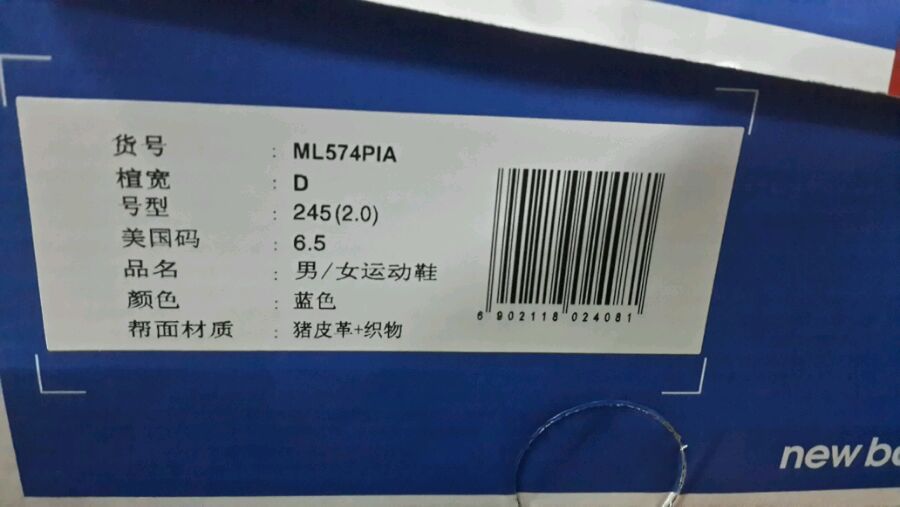 货号 : ML574PIA
楦宽 : D
号型 : 245(2.0)
美国码 : 6.5
品名 : 男/女运动鞋
颜色 : 蓝色
帮面材质 : 猪皮革+织物
6 902118 024081
new ba